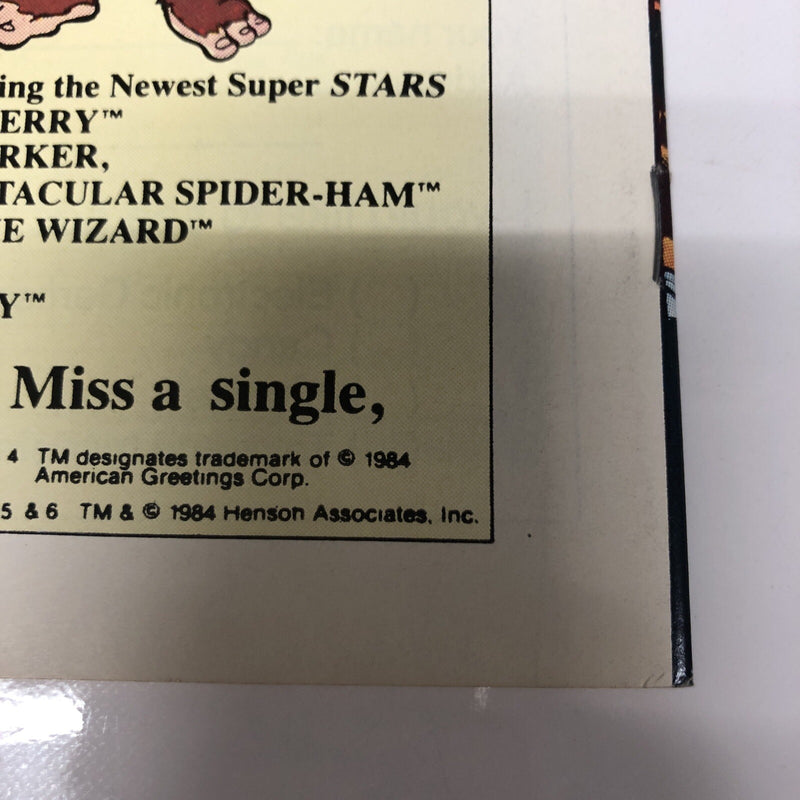 ing the Newest Super STARS
ERRY™
RKER,
TACULAR SPIDER-HAM™
E WIZARD™
Y™
Miss a single,
4 TM designates trademark of © 1984
American Greetings Corp.
5 & 6 TM & © 1984 Henson Associates, Inc.